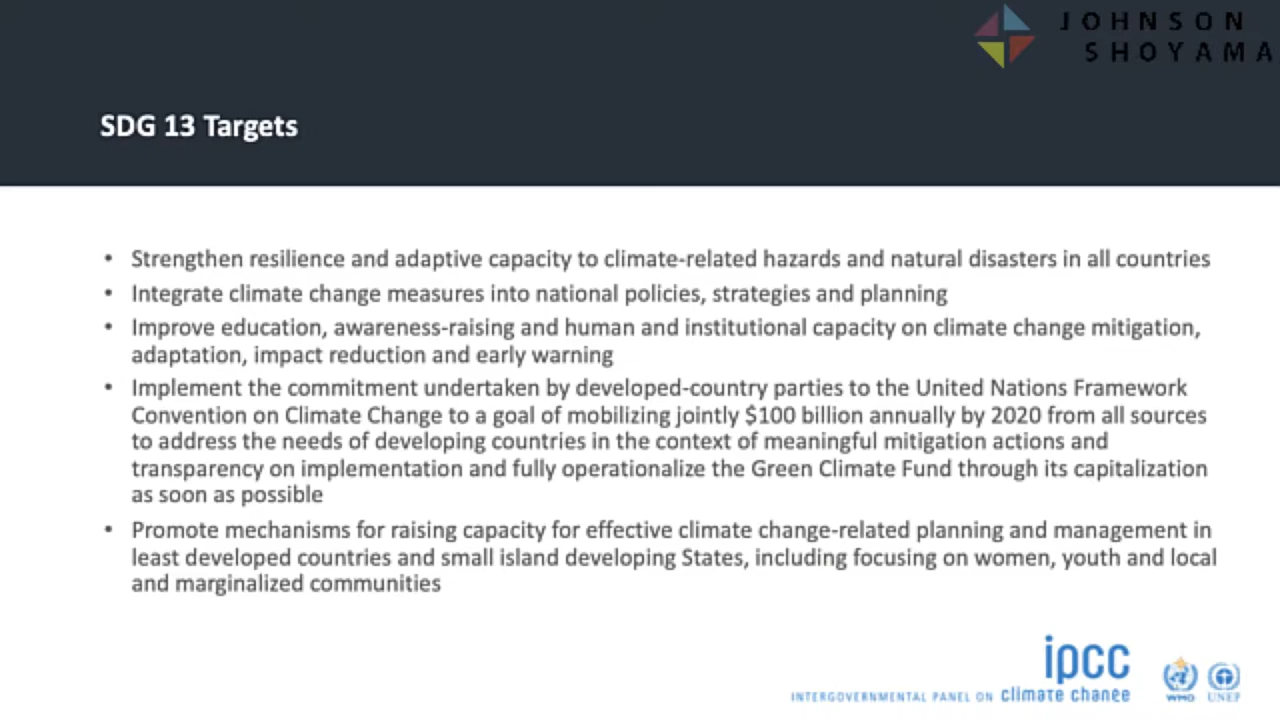 JOHNSON
SHOYAMA
SDG 13 Targets
• Strengthen resilience and adaptive capacity to climate-related hazards and natural disasters in all countries
• Integrate climate change measures into national policies, strategies and planning
• Improve education, awareness-raising and human and institutional capacity on climate change mitigation,
adaptation, impact reduction and early warning
• Implement the commitment undertaken by developed-country parties to the United Nations Framework
Convention on Climate Change to a goal of mobilizing jointly $100 billion annually by 2020 from all sources
to address the needs of developing countries in the context of meaningful mitigation actions and
transparency on implementation and fully operationalize the Green Climate Fund through its capitalization
as soon as possible
• Promote mechanisms for raising capacity for effective climate change-related planning and management in
least developed countries and small island developing States, including focusing on women, youth and local
and marginalized communities
ipcc
INTERGOVERNMENTAL PANEL ON climate change
WMO UNEP